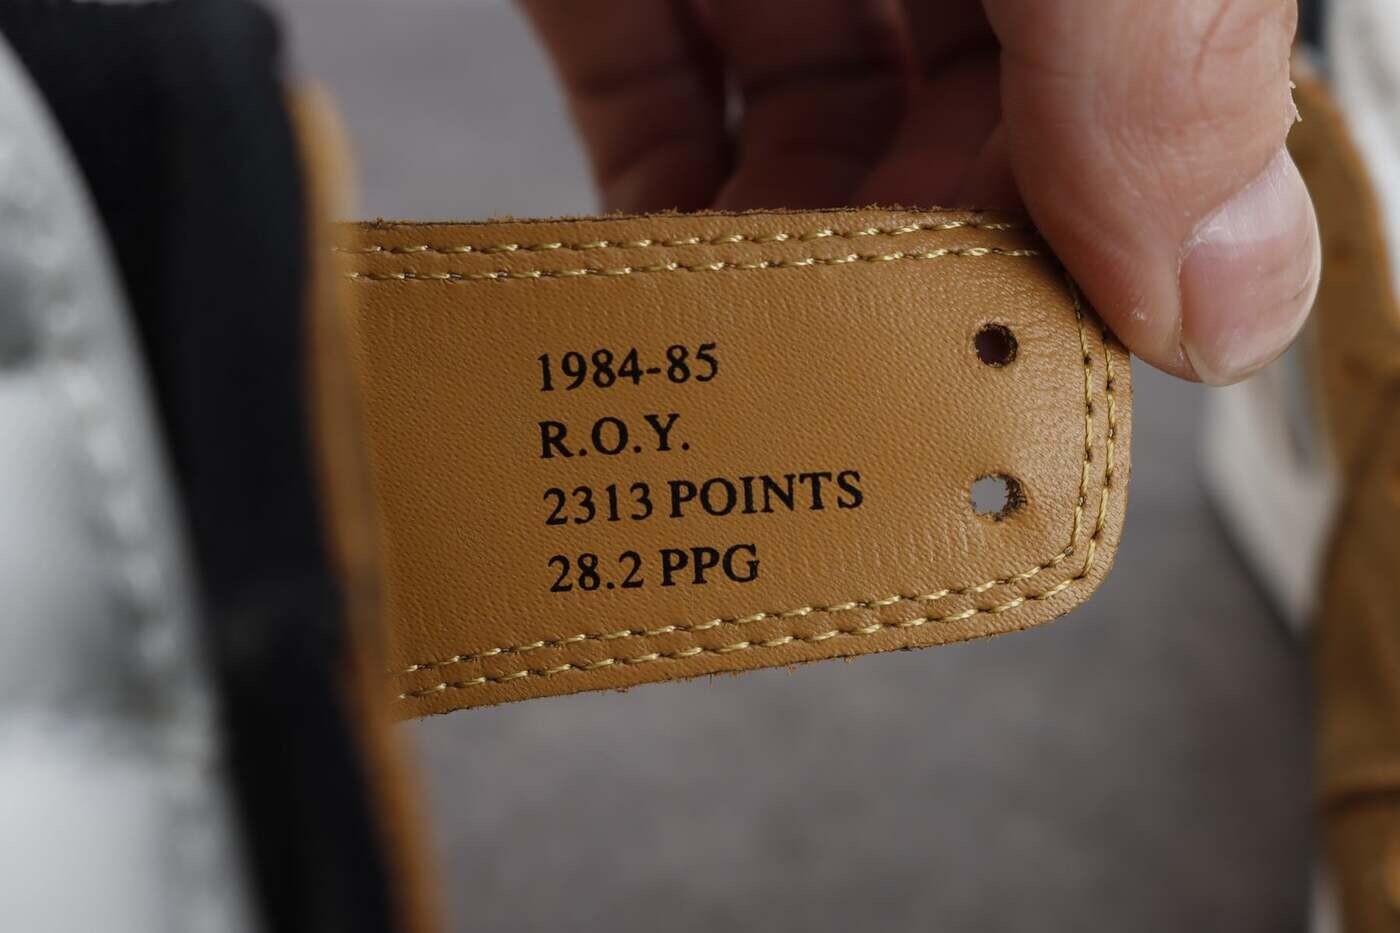 1984-85
R.O.Y.
2313 POINTS
28.2 PPG